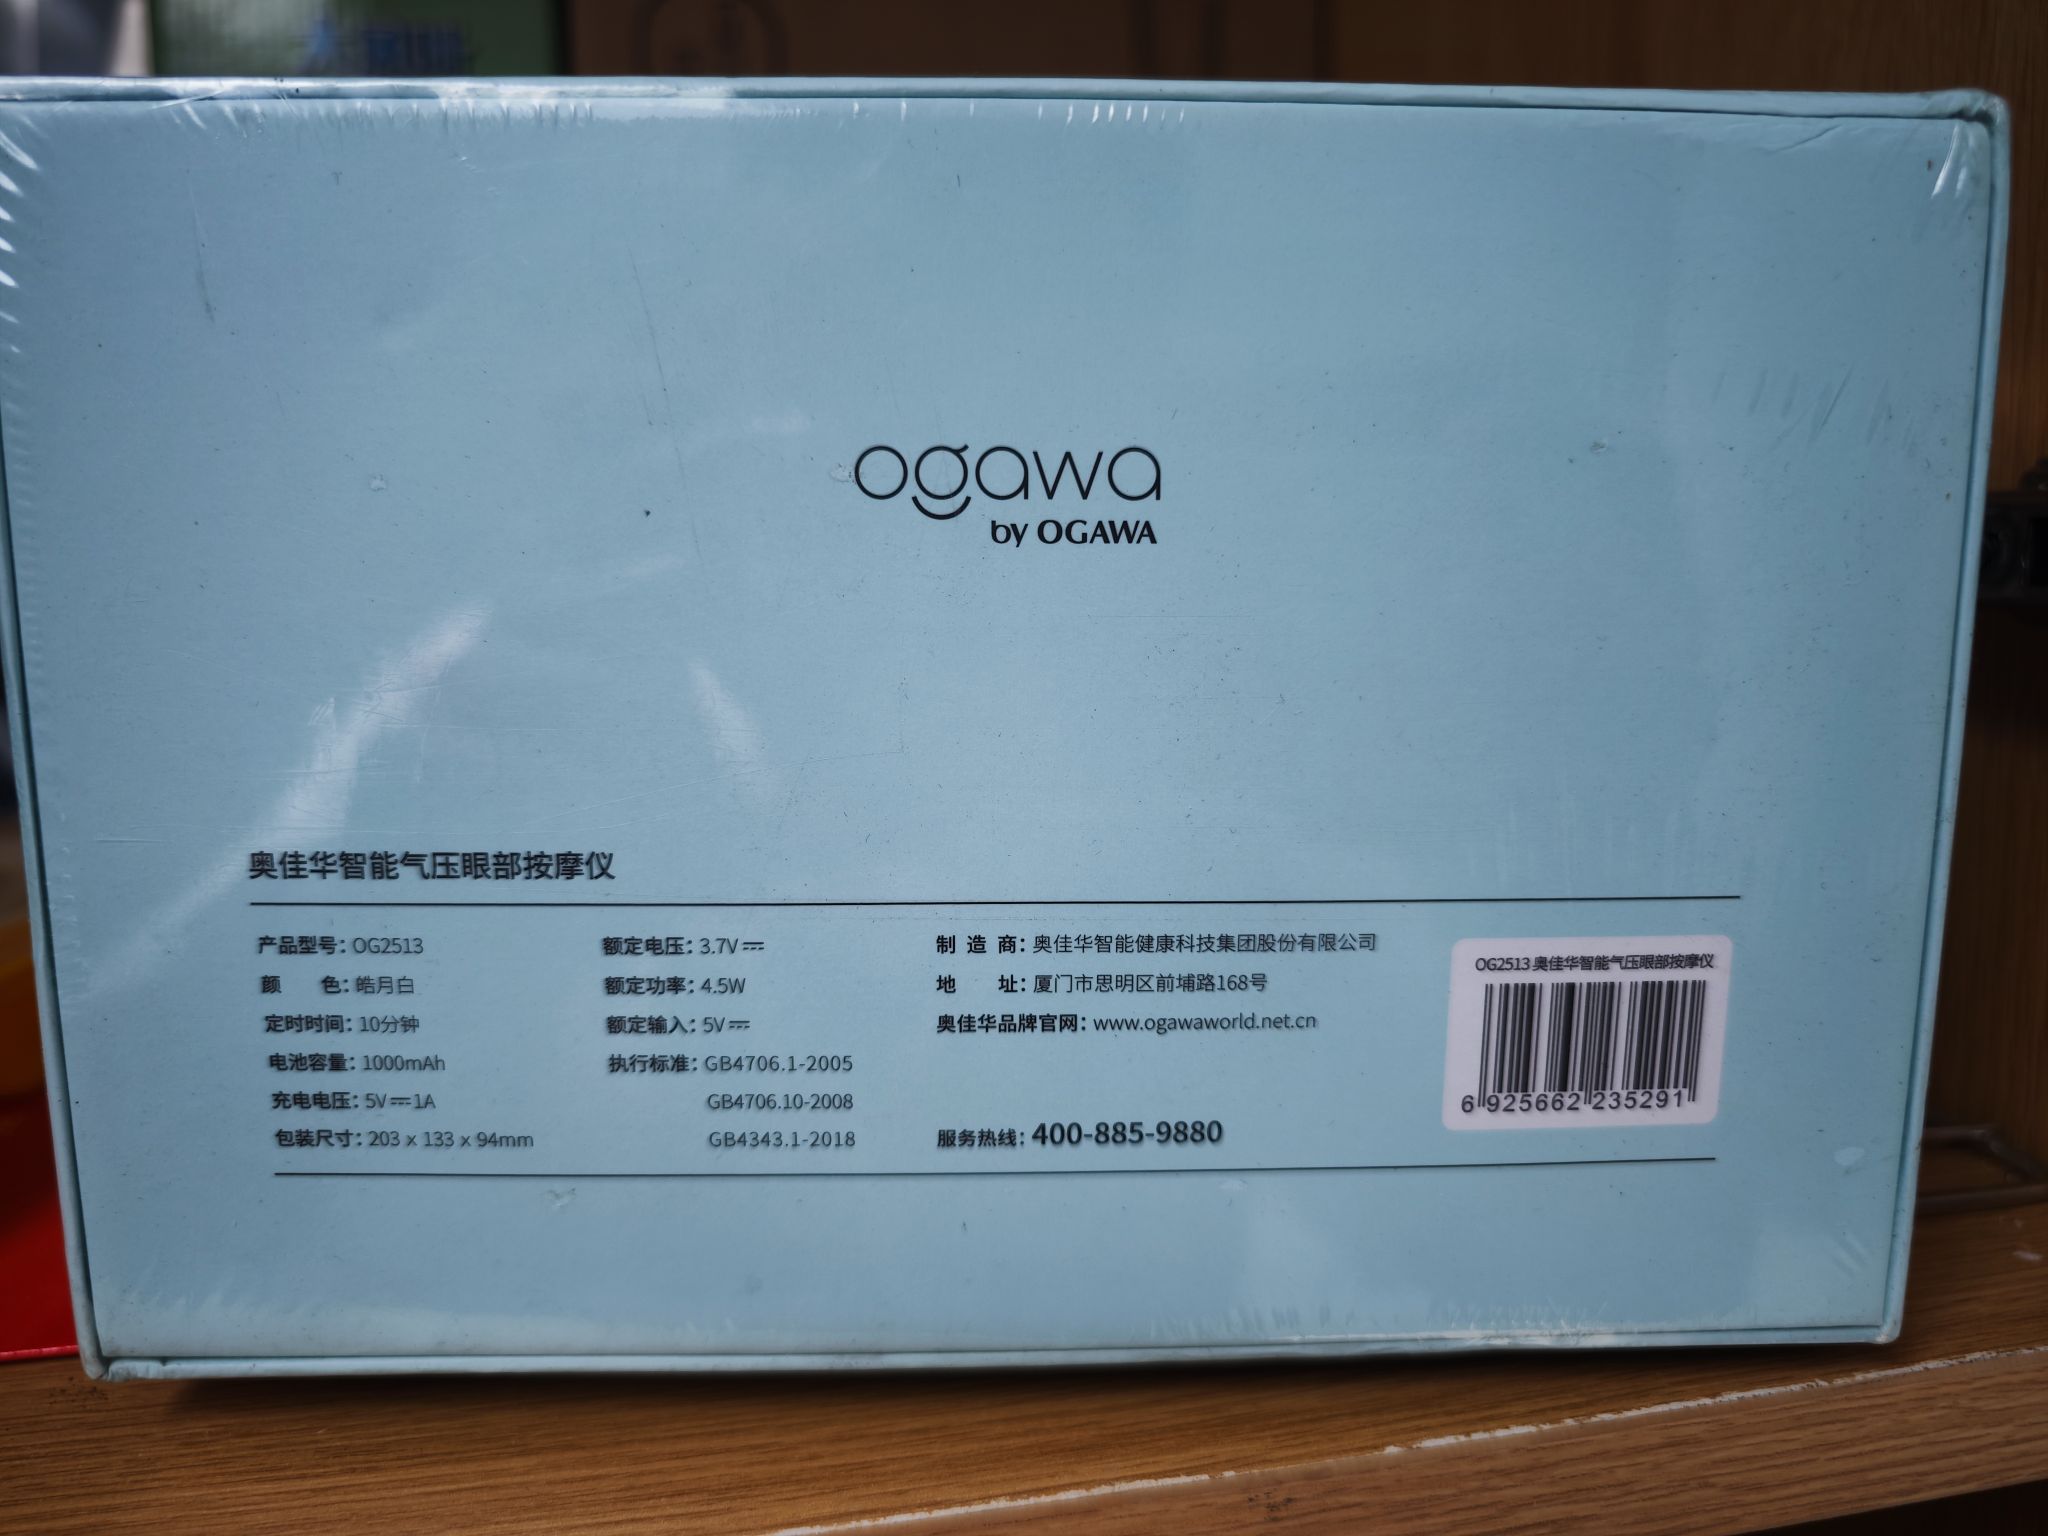 ogawa
by OGAWA
奥佳华智能气压眼部按摩仪
产品型号：OG2513
颜 色：皓月白
定时时间：10分钟
电池容量：1000mAh
充电电压：5V⎓1A
包装尺寸：203 x 133 x 94mm
额定电压：3.7V⎓
额定功率：4.5W
额定输入：5V⎓
执行标准：GB4706.1-2005
GB4706.10-2008
GB4343.1-2018
制 造 商：奥佳华智能健康科技集团股份有限公司
地 址：厦门市思明区前埔路168号
奥佳华品牌官网：www.ogawaworld.net.cn
服务热线：400-885-9880
OG2513 奥佳华智能气压眼部按摩仪
6 925662 235291